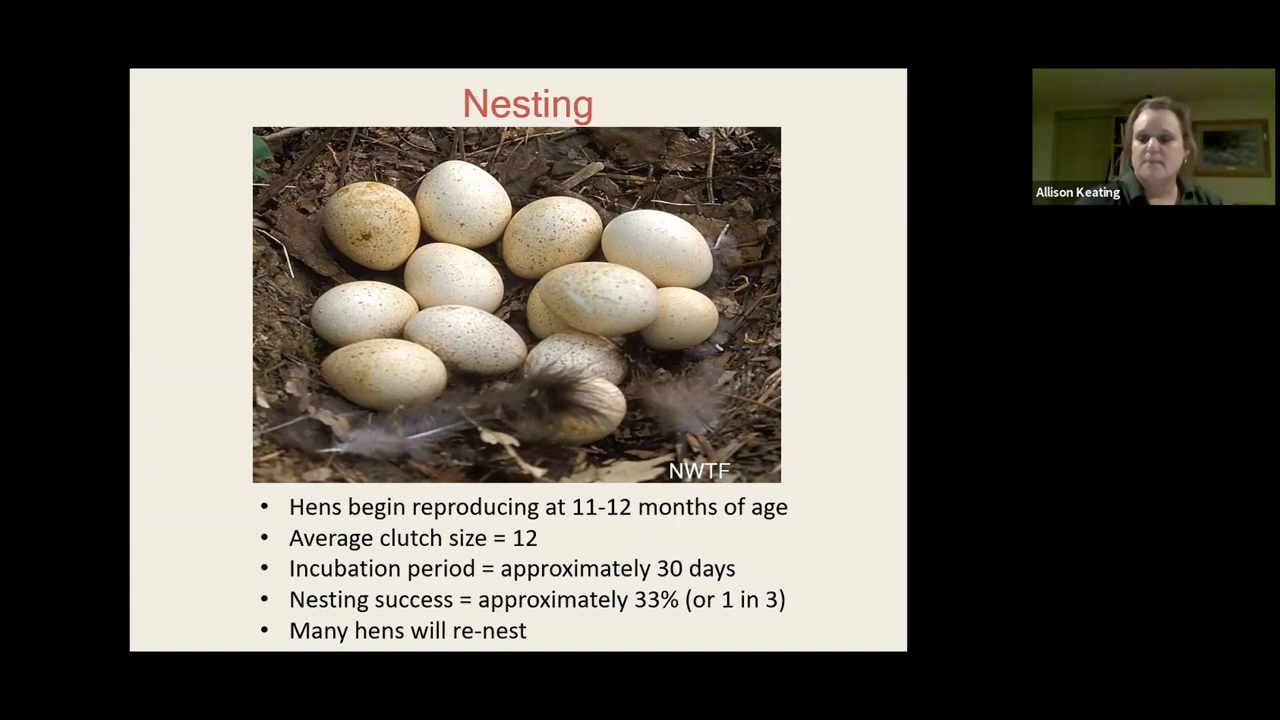 Nesting
NWTF
• Hens begin reproducing at 11-12 months of age
• Average clutch size = 12
• Incubation period = approximately 30 days
• Nesting success = approximately 33% (or 1 in 3)
• Many hens will re-nest
Allison Keating